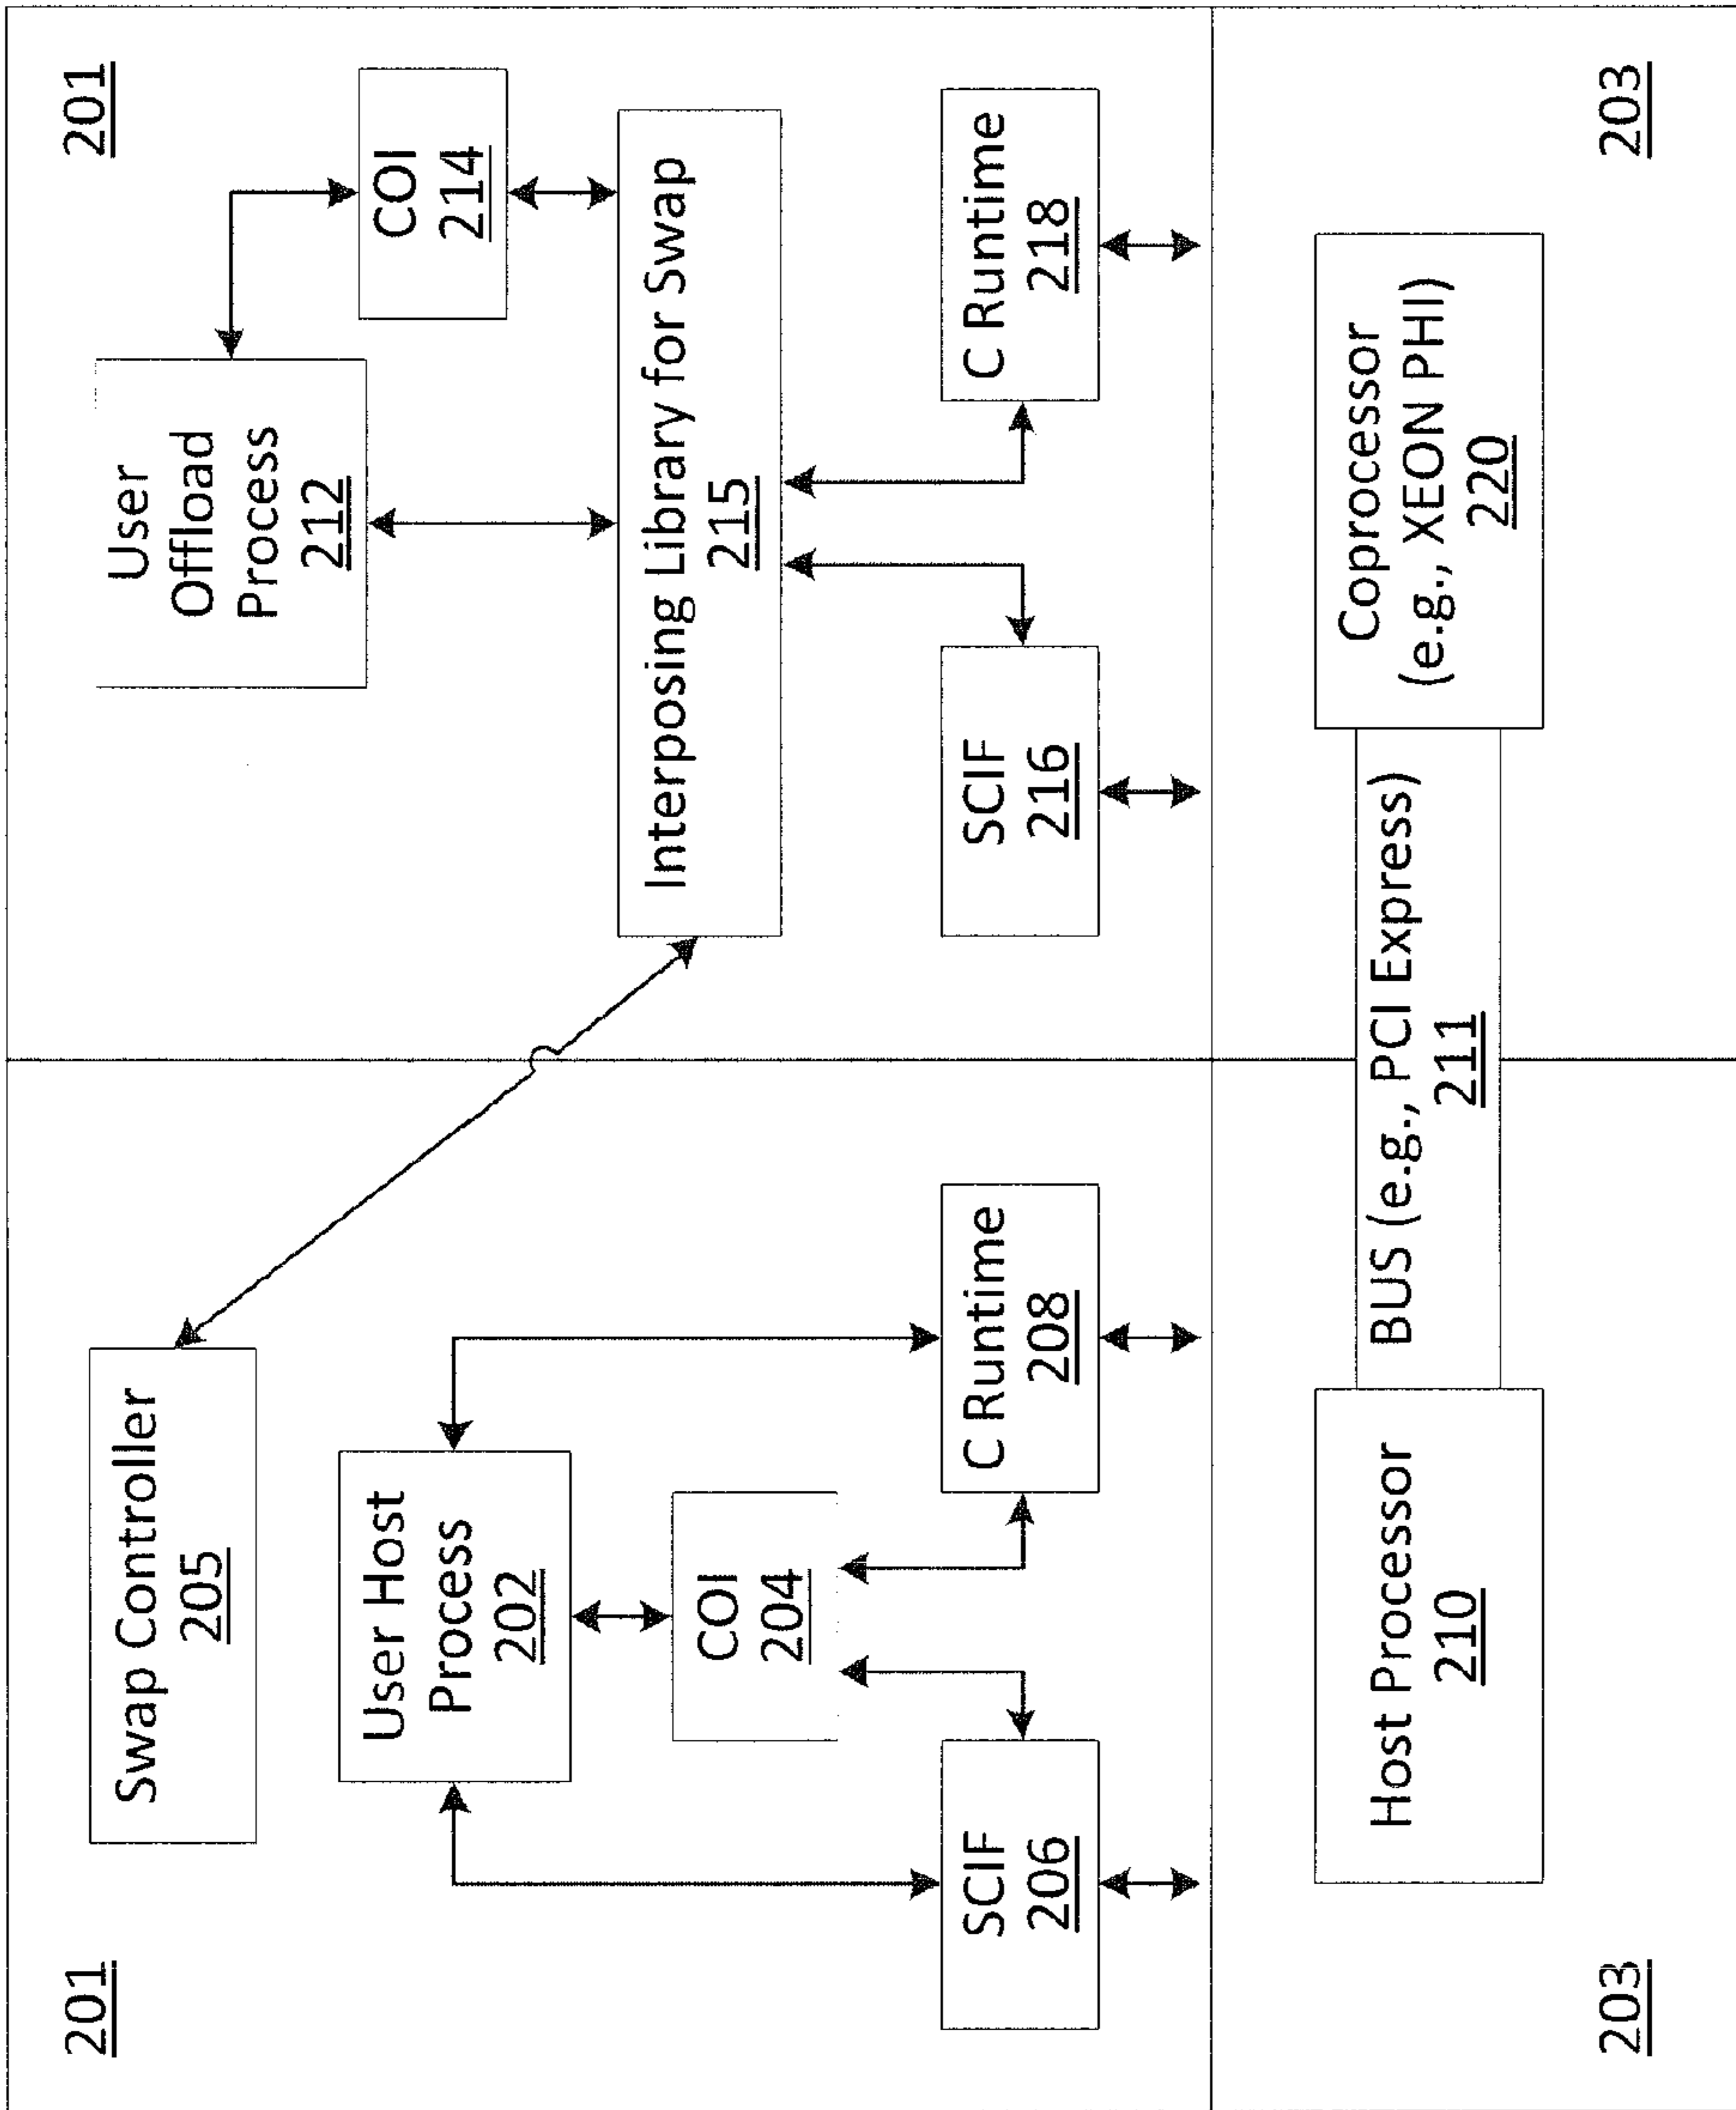 201
Swap Controller
205
User Host
Process
202
COI
204
SCIF
206
C Runtime
208
201
User
Offload
Process
212
COI
214
Interposing Library for Swap
215
SCIF
216
C Runtime
218
203
Host Processor
210
BUS (e.g., PCI Express)
211
Coprocessor
(e.g., XEON PHI)
220
203